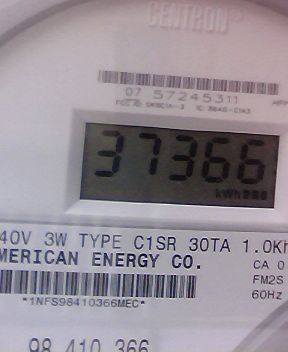 CENTRON®
07 57245311
37366
kWh
40V 3W TYPE C1SR 30TA 1.0Kh
MERICAN ENERGY CO.
CA 0
FM2S
60Hz
*1NFS98410366MEC*
98 410 366